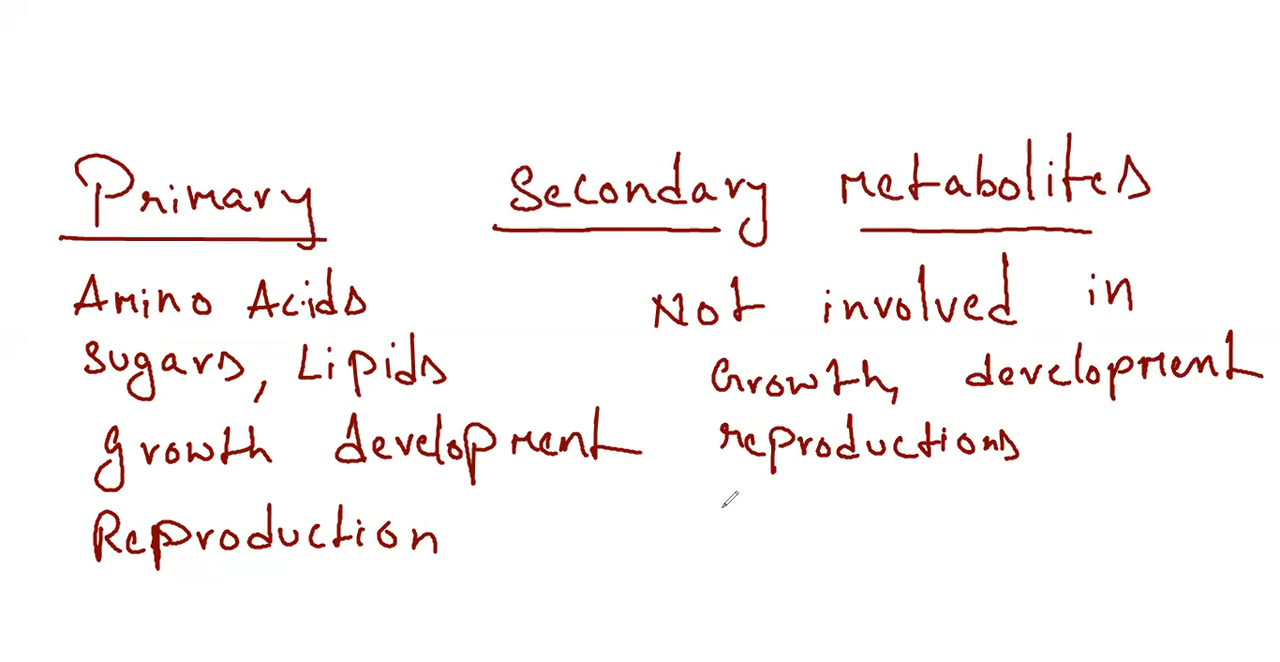 Primary Secondary metabolites
Amino Acids Not involved in
Sugars, Lipids Growth, development
growth development reproductions
Reproduction